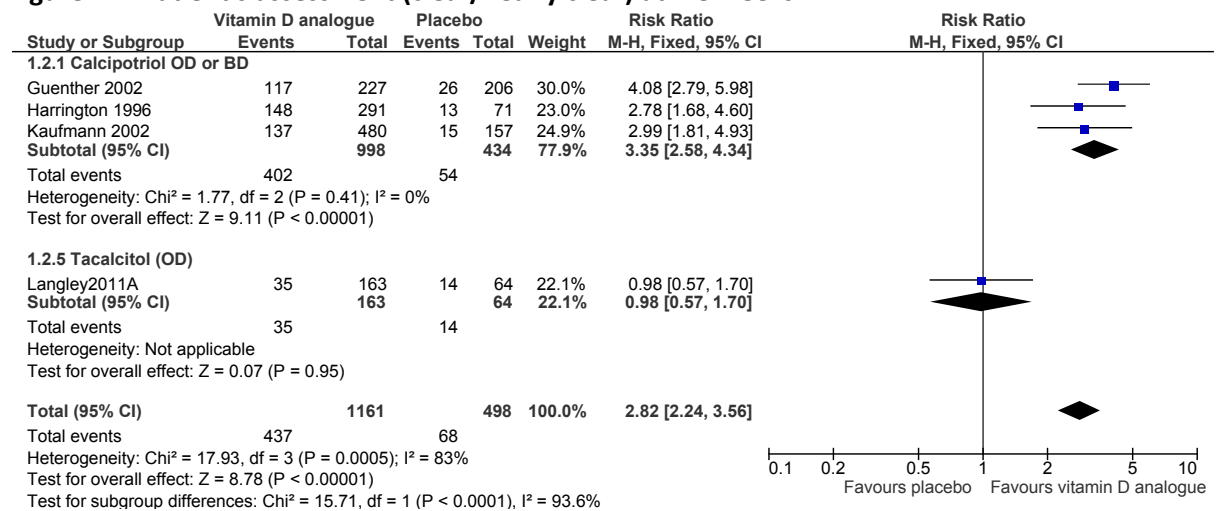 Vitamin D analogue Placebo Risk Ratio Risk Ratio
Study or Subgroup Events Total Events Total Weight M-H, Fixed, 95% CI M-H, Fixed, 95% CI
1.2.1 Calcipotriol OD or BD
Guenther 2002 117 227 26 206 30.0% 4.08 [2.79, 5.98]
Harrington 1996 148 291 13 71 23.0% 2.78 [1.68, 4.60]
Kaufmann 2002 137 480 15 157 24.9% 2.99 [1.81, 4.93]
Subtotal (95% CI) 998 434 77.9% 3.35 [2.58, 4.34]
Total events 402 54
Heterogeneity: Chi² = 1.77, df = 2 (P = 0.41); I² = 0%
Test for overall effect: Z = 9.11 (P < 0.00001)
1.2.5 Tacalcitol (OD)
Langley2011A 35 163 14 64 22.1% 0.98 [0.57, 1.70]
Subtotal (95% CI) 163 64 22.1% 0.98 [0.57, 1.70]
Total events 35 14
Heterogeneity: Not applicable
Test for overall effect: Z = 0.07 (P = 0.95)
Total (95% CI) 1161 498 100.0% 2.82 [2.24, 3.56]
Total events 437 68
Heterogeneity: Chi² = 17.93, df = 3 (P = 0.0005); I² = 83%
Test for overall effect: Z = 8.78 (P < 0.00001)
Test for subgroup differences: Chi² = 15.71, df = 1 (P < 0.0001), I² = 93.6%
0.1 0.2 0.5 1 2 5 10
Favours placebo Favours vitamin D analogue